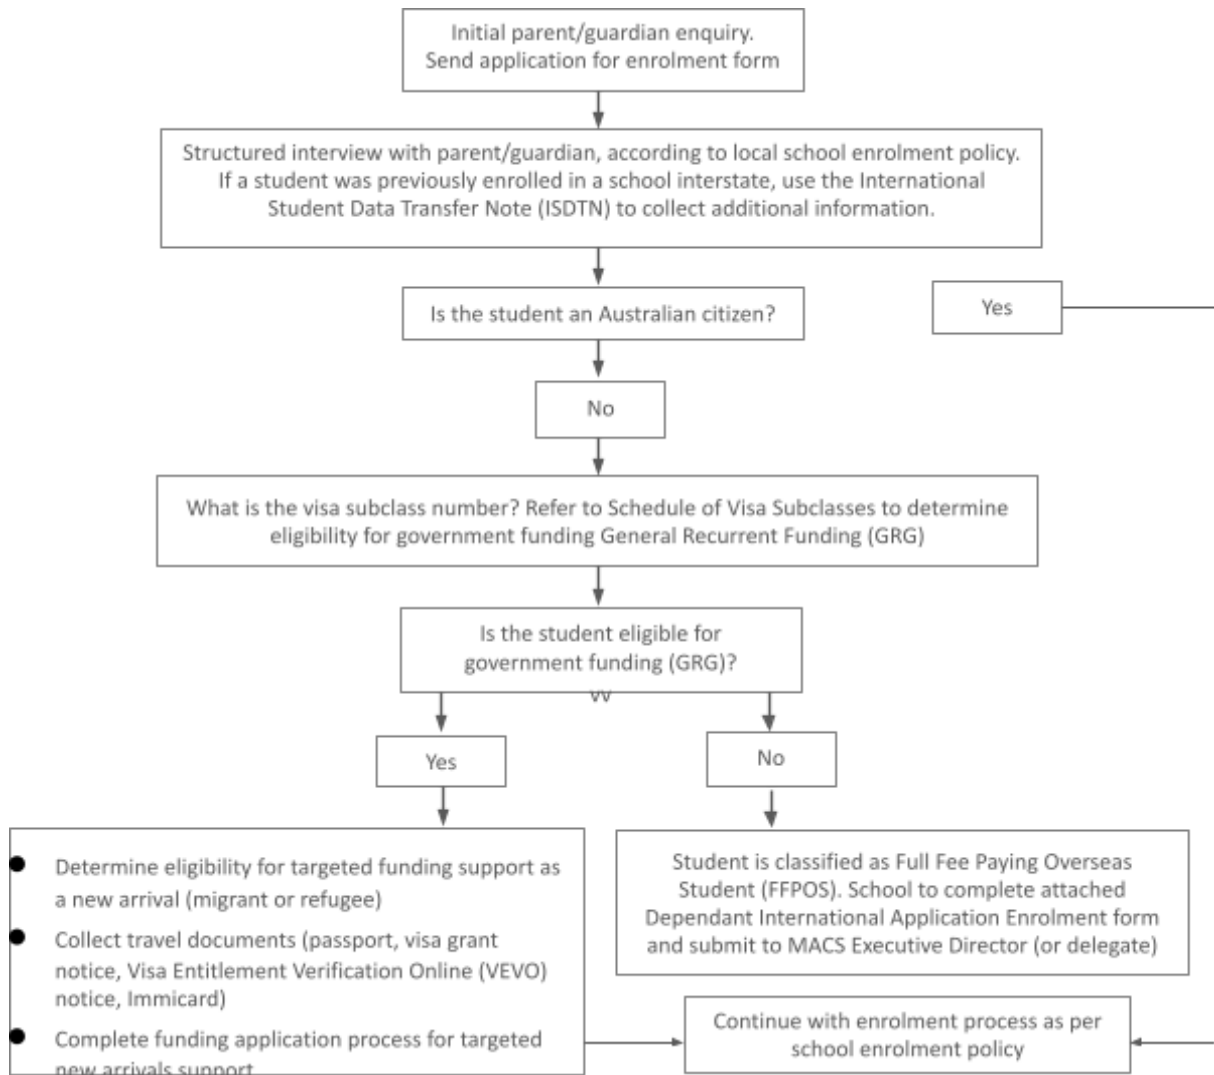 Initial parent/guardian enquiry.
Send application for enrolment form
Structured interview with parent/guardian, according to local school enrolment policy.
If a student was previously enrolled in a school interstate, use the International
Student Data Transfer Note (ISDTN) to collect additional information.
Is the student an Australian citizen?
Yes
No
What is the visa subclass number? Refer to Schedule of Visa Subclasses to determine
eligibility for government funding General Recurrent Funding (GRG)
Is the student eligible for
government funding (GRG)?
Yes
No
Determine eligibility for targeted funding support as
a new arrival (migrant or refugee)
Collect travel documents (passport, visa grant
notice, Visa Entitlement Verification Online (VEVO)
notice, Immicard)
Complete funding application process for targeted
new arrivals support
Student is classified as Full Fee Paying Overseas
Student (FFPOS). School to complete attached
Dependant International Application Enrolment form
and submit to MACS Executive Director (or delegate)
Continue with enrolment process as per
school enrolment policy